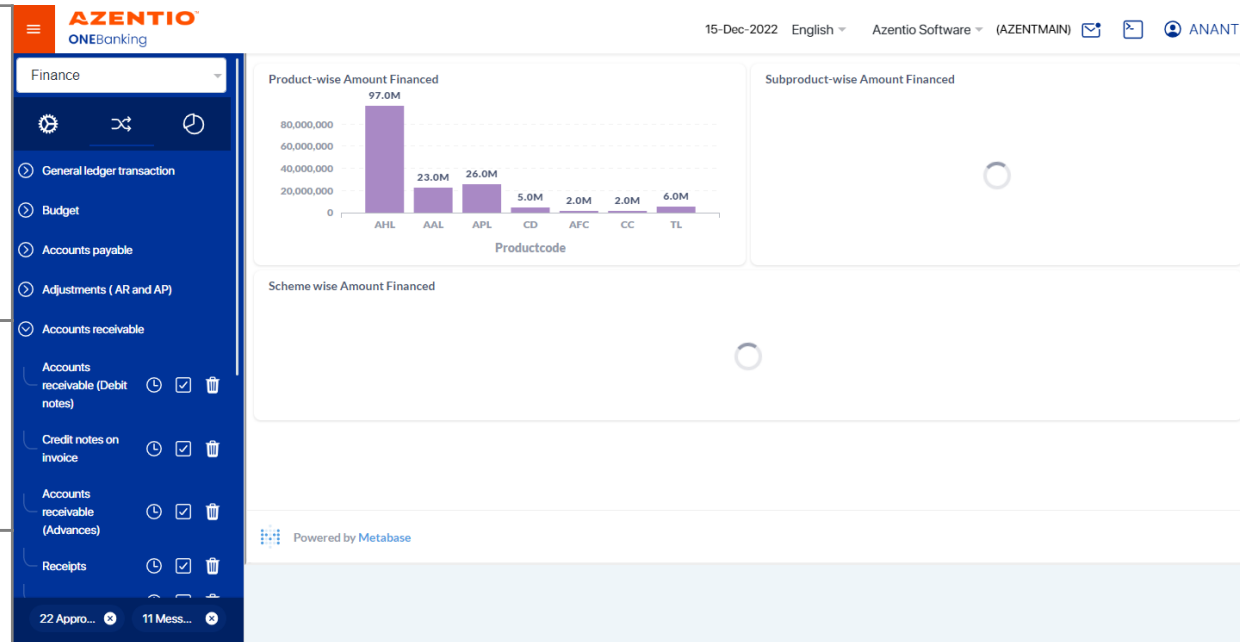 AZENTIO™
ONEBanking
15-Dec-2022 English Azentio Software (AZENTMAIN) ANANT
Finance
General ledger transaction
Budget
Accounts payable
Adjustments ( AR and AP)
Accounts receivable
Accounts
receivable (Debit
notes)
Credit notes on
invoice
Accounts
receivable
(Advances)
Receipts
22 Appro...
11 Mess...
Product-wise Amount Financed
97.0M
80,000,000
60,000,000
40,000,000
20,000,000
0
23.0M
26.0M
5.0M
2.0M
2.0M
6.0M
AHL AAL APL CD AFC CC TL
Productcode
Subproduct-wise Amount Financed
Scheme wise Amount Financed
Powered by Metabase